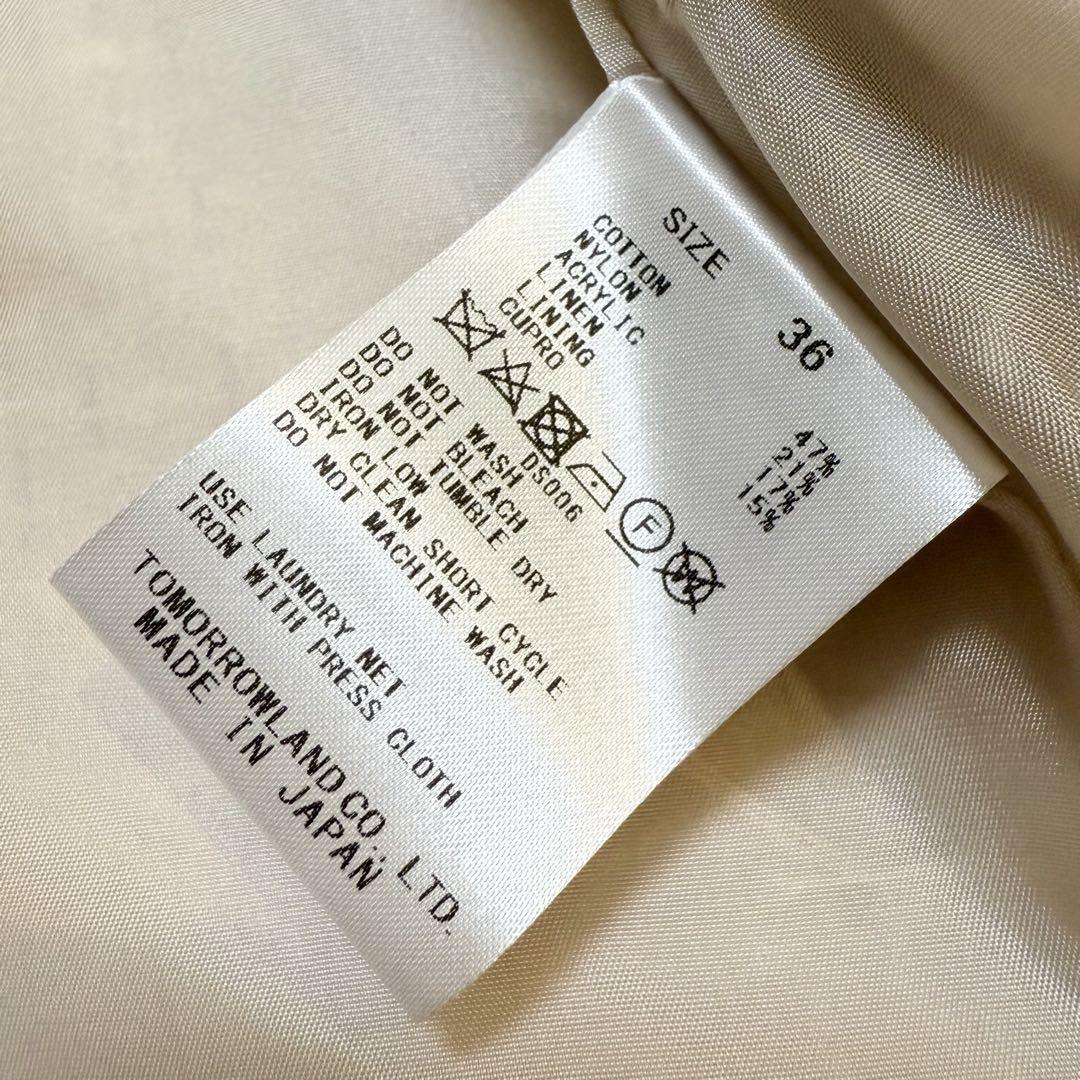 SIZE 36
COTTON 47%
NYLON 21%
ACRYLIC 17%
LINEN 15%
LINING
CUPRO
F
W
DS006
DO NOT WASH
DO NOT BLEACH
DO NOT TUMBLE DRY
IRON LOW
DRY CLEAN SHORT CYCLE
DO NOT MACHINE WASH
USE LAUNDRY NET
IRON WITH PRESS CLOTH
TOMORROWLAND CO., LTD.
MADE IN JAPAN